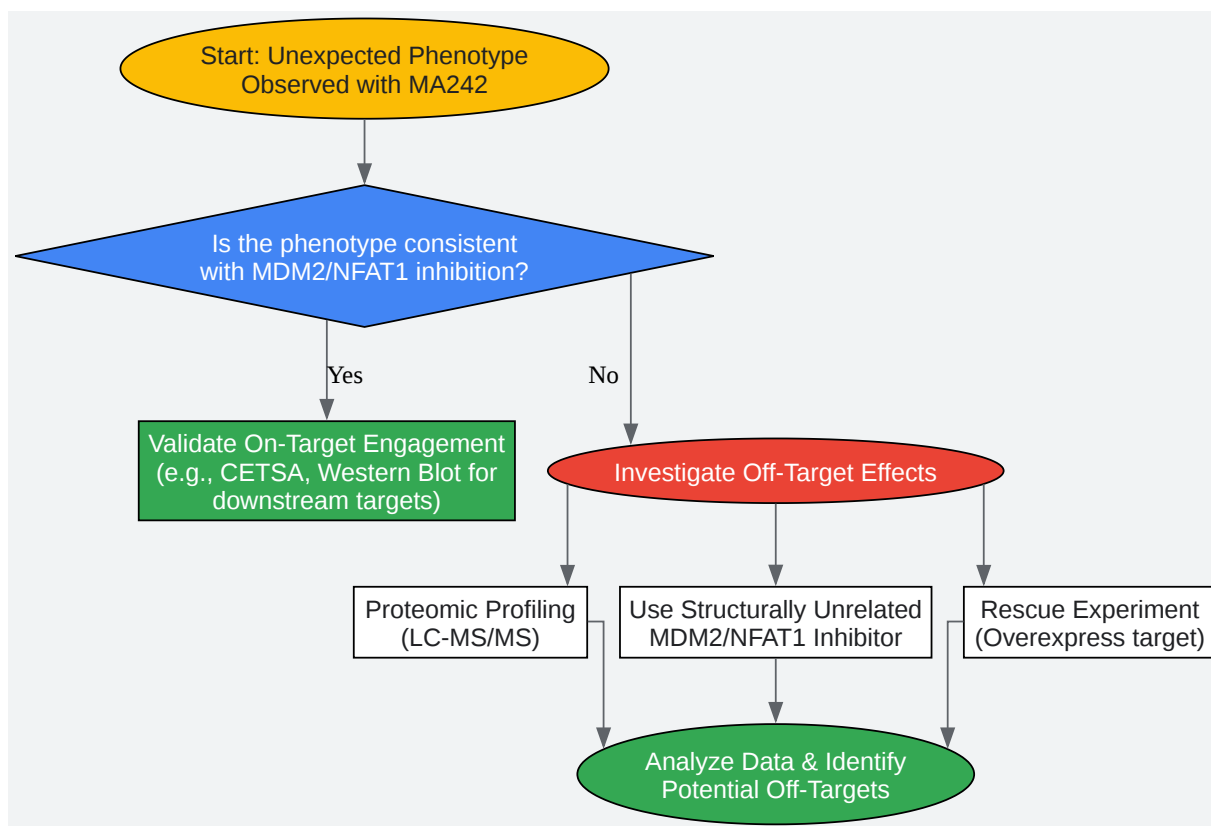 Start: Unexpected Phenotype
Observed with MA242
Is the phenotype consistent
with MDM2/NFAT1 inhibition?
Yes
No
Validate On-Target Engagement
(e.g., CETSA, Western Blot for
downstream targets)
Investigate Off-Target Effects
Proteomic Profiling
(LC-MS/MS)
Use Structurally Unrelated
MDM2/NFAT1 Inhibitor
Rescue Experiment
(Overexpress target)
Analyze Data & Identify
Potential Off-Targets